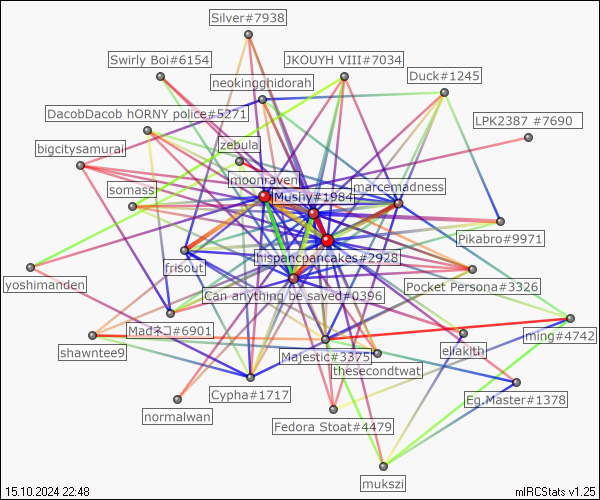 Silver#7938
Swirly Boi#6154
JKOUYH VIII#7034
neokingghidorah
Duck#1245
DacobDacob hORNY police#5271
LPK2387 #7690
bigcitysamurai
zebula
moonraven
marcemadness
somass
Mushy#1984
Pikabro#9971
hispancpancakes#2928
frisout
yoshimanden
Pocket Persona#3326
Can anything be saved#0396
Madネコ#6901
ming#4742
shawntee9
Majestic#3375
eliakith
thesecondtwat
Cypha#1717
Eg.Master#1378
normalwan
Fedora Stoat#4479
mukszi
15.10.2024 22:48
mIRCStats v1.25